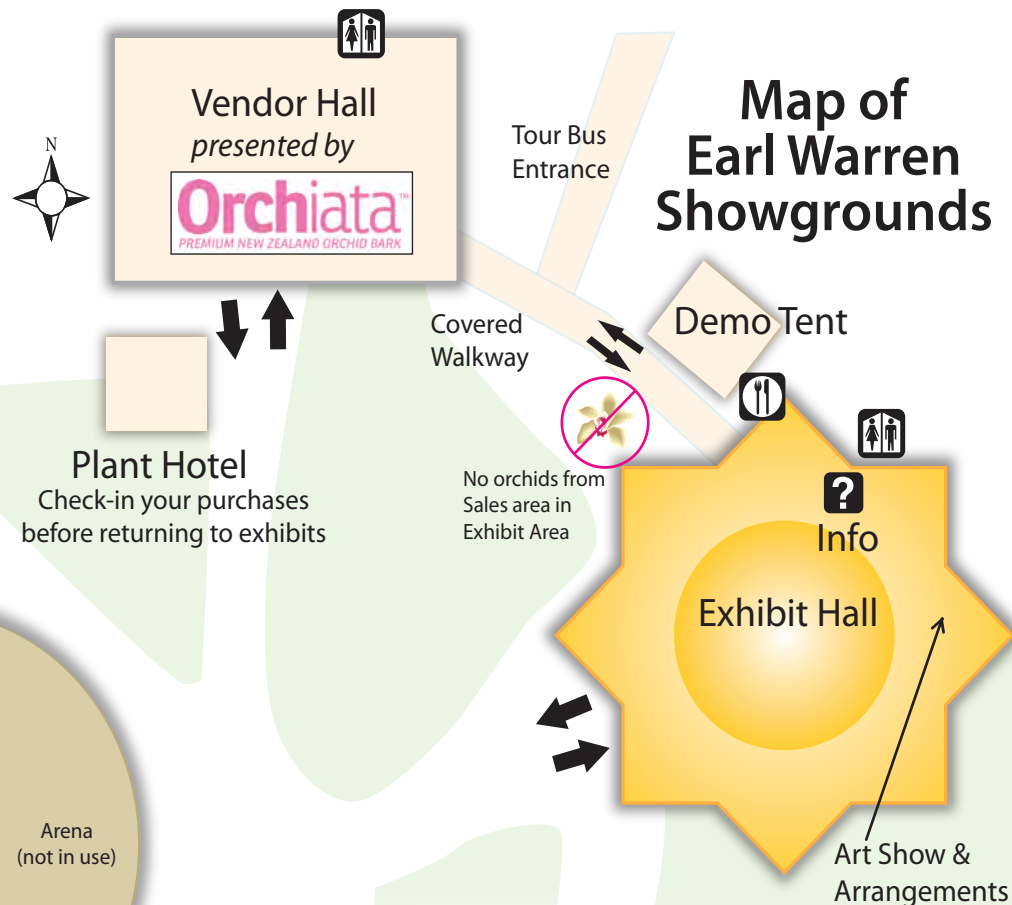 Map of
Earl Warren
Showgrounds
N
Vendor Hall
presented by
Orchiata™
PREMIUM NEW ZEALAND ORCHID BARK
Tour Bus
Entrance
Covered
Walkway
Demo Tent
Plant Hotel
Check-in your purchases
before returning to exhibits
No orchids from
Sales area in
Exhibit Area
?
Info
Exhibit Hall
Arena
(not in use)
Art Show &
Arrangements